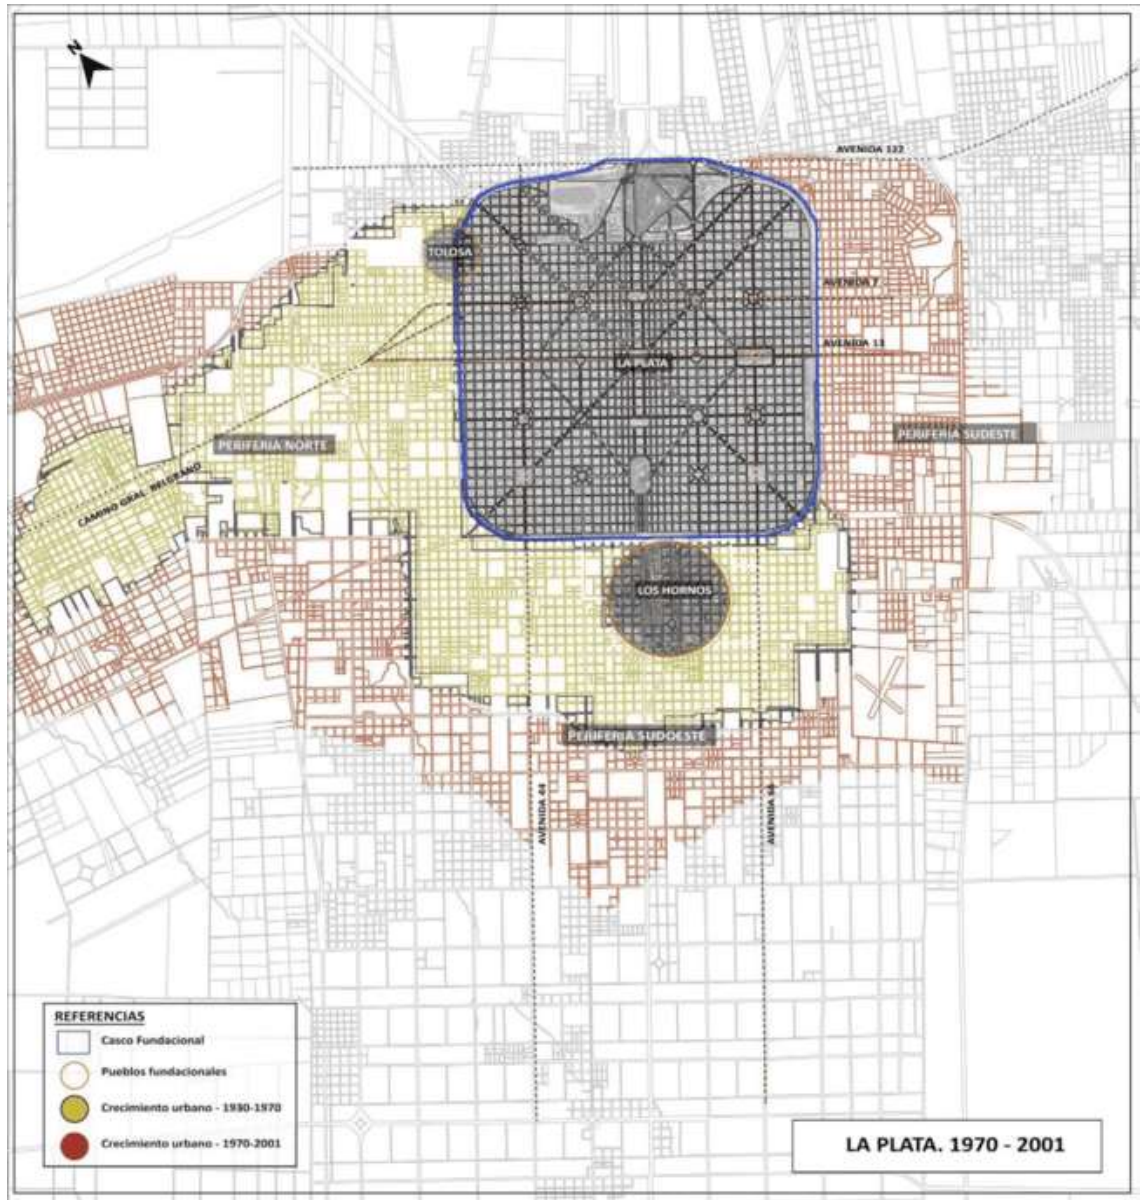 N
AVENIDA 122
TOLOSA
AVENIDA 7
AVENIDA 13
LA PLATA
PERIFERIA NORTE
PERIFERIA SUDESTE
CAMINO GRAL. BELGRANO
LOS HORNOS
PERIFERIA SUDOESTE
AVENIDA 44
AVENIDA 66
REFERENCIAS
Casco Fundacional
Pueblos fundacionales
Crecimiento urbano - 1930-1970
Crecimiento urbano - 1970-2001
LA PLATA. 1970 - 2001